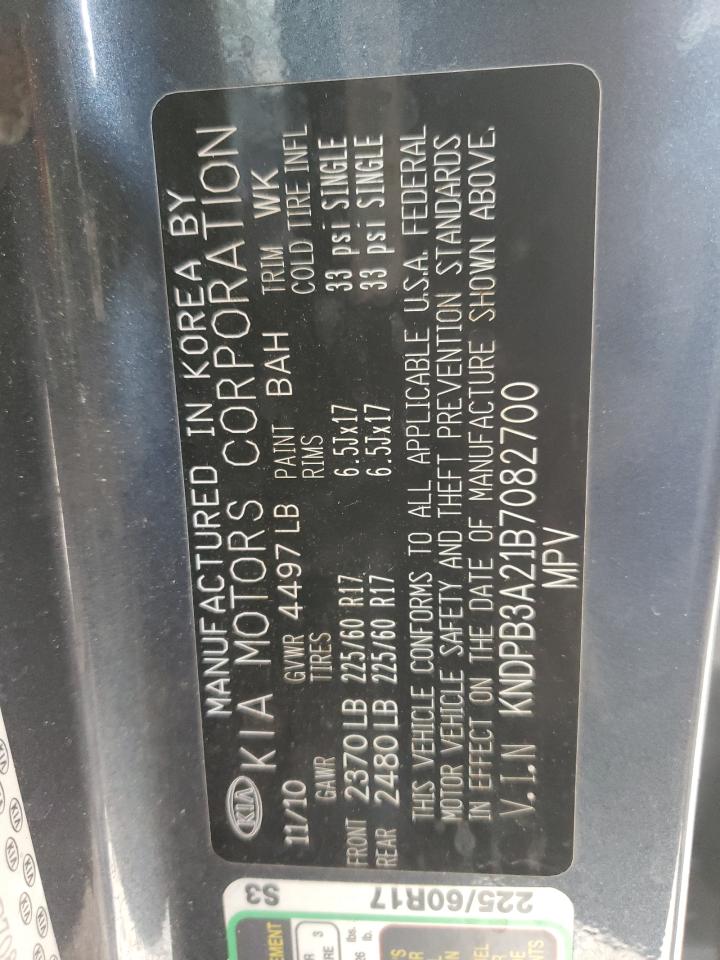 KIA MANUFACTURED IN KOREA BY
KIA MOTORS CORPORATION
11/10 GVWR 4497 LB PAINT BAH TRIM WK
GAWR TIRES RIMS COLD TIRE INFL
FRONT 2370 LB 225/60 R17 6.5Jx17 33 psi SINGLE
REAR 2480 LB 225/60 R17 6.5Jx17 33 psi SINGLE
THIS VEHICLE CONFORMS TO ALL APPLICABLE U.S.A. FEDERAL
MOTOR VEHICLE SAFETY AND THEFT PREVENTION STANDARDS
IN EFFECT ON THE DATE OF MANUFACTURE SHOWN ABOVE.
V.I.N KNDPB3A21B7082700
MPV
225/60R17
S3